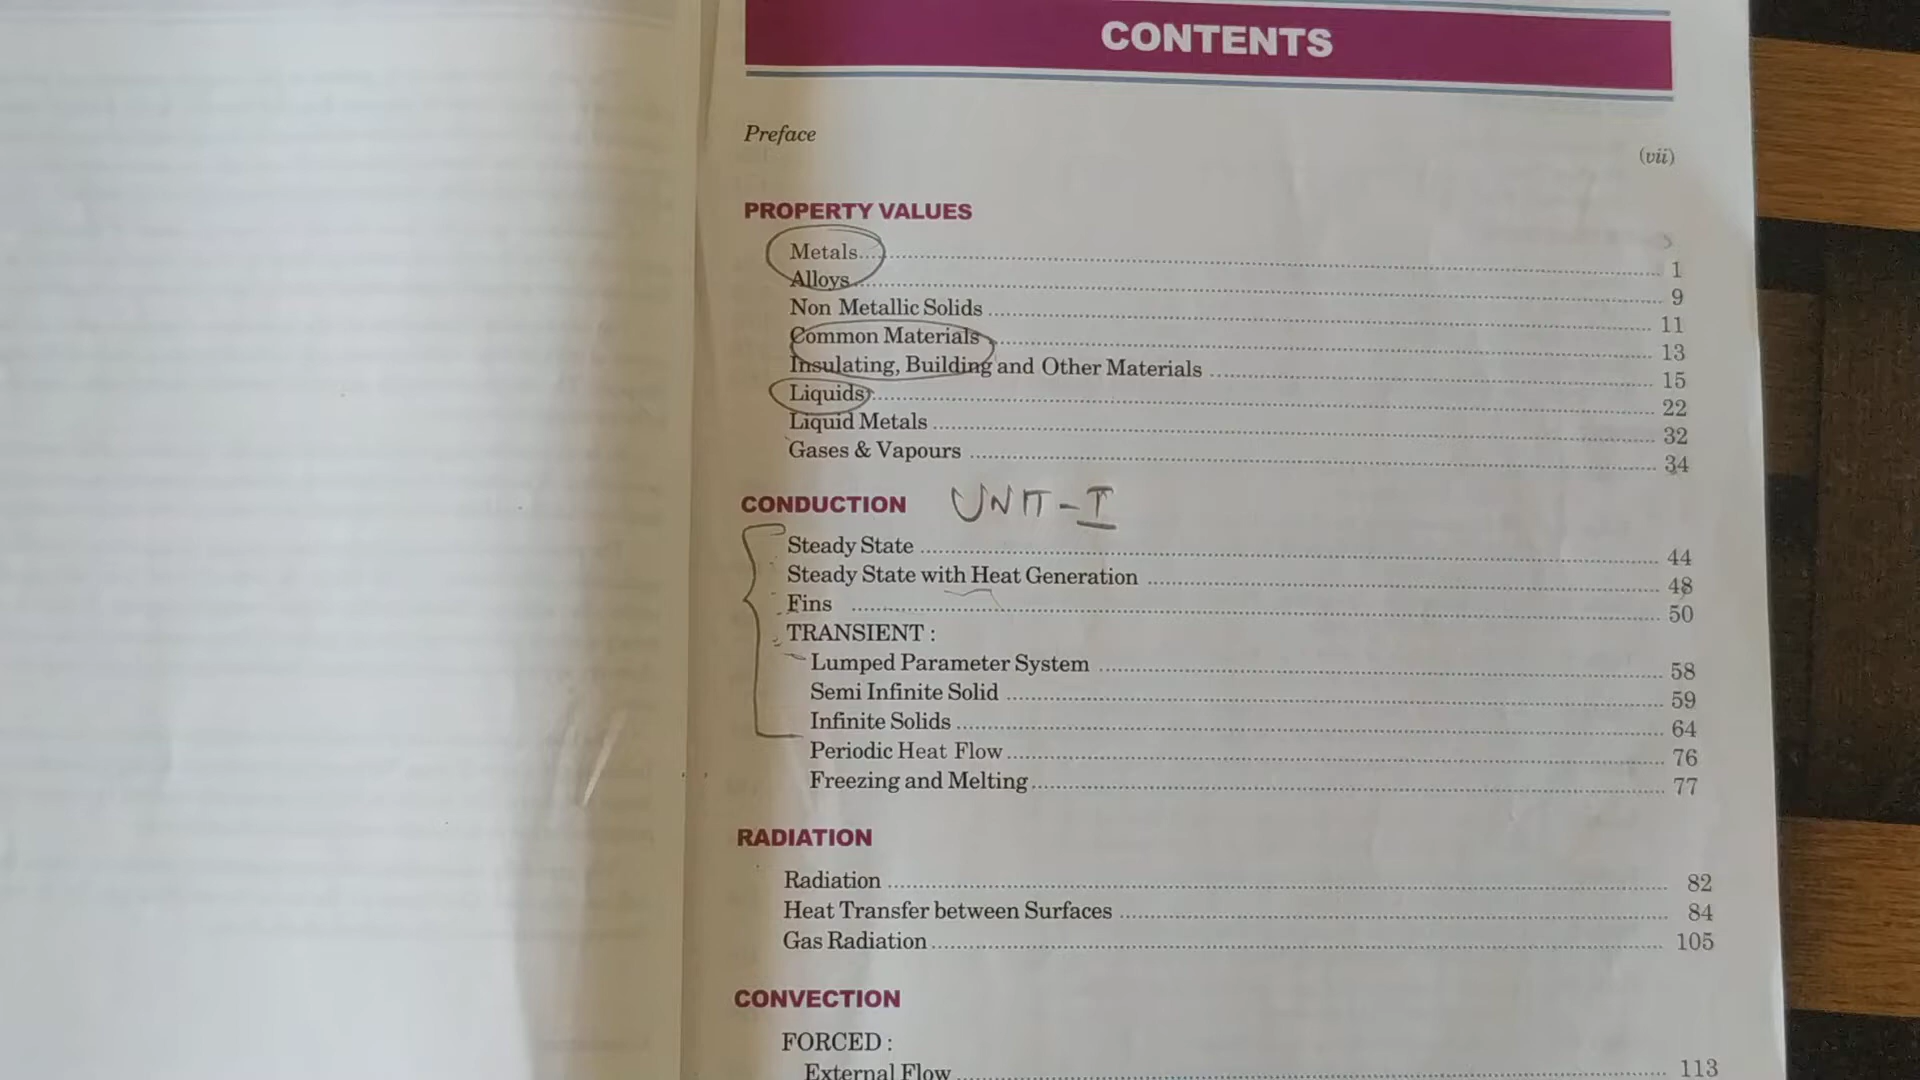 CONTENTS
Preface (vii)
PROPERTY VALUES
Metals 1
Alloys 9
Non Metallic Solids 11
Common Materials 13
Insulating, Building and Other Materials 15
Liquids 22
Liquid Metals 32
Gases & Vapours 34
CONDUCTION UNIT-I
Steady State 44
Steady State with Heat Generation 48
Fins 50
TRANSIENT :
Lumped Parameter System 58
Semi Infinite Solid 59
Infinite Solids 64
Periodic Heat Flow 76
Freezing and Melting 77
RADIATION
Radiation 82
Heat Transfer between Surfaces 84
Gas Radiation 105
CONVECTION
FORCED :
External Flow 113